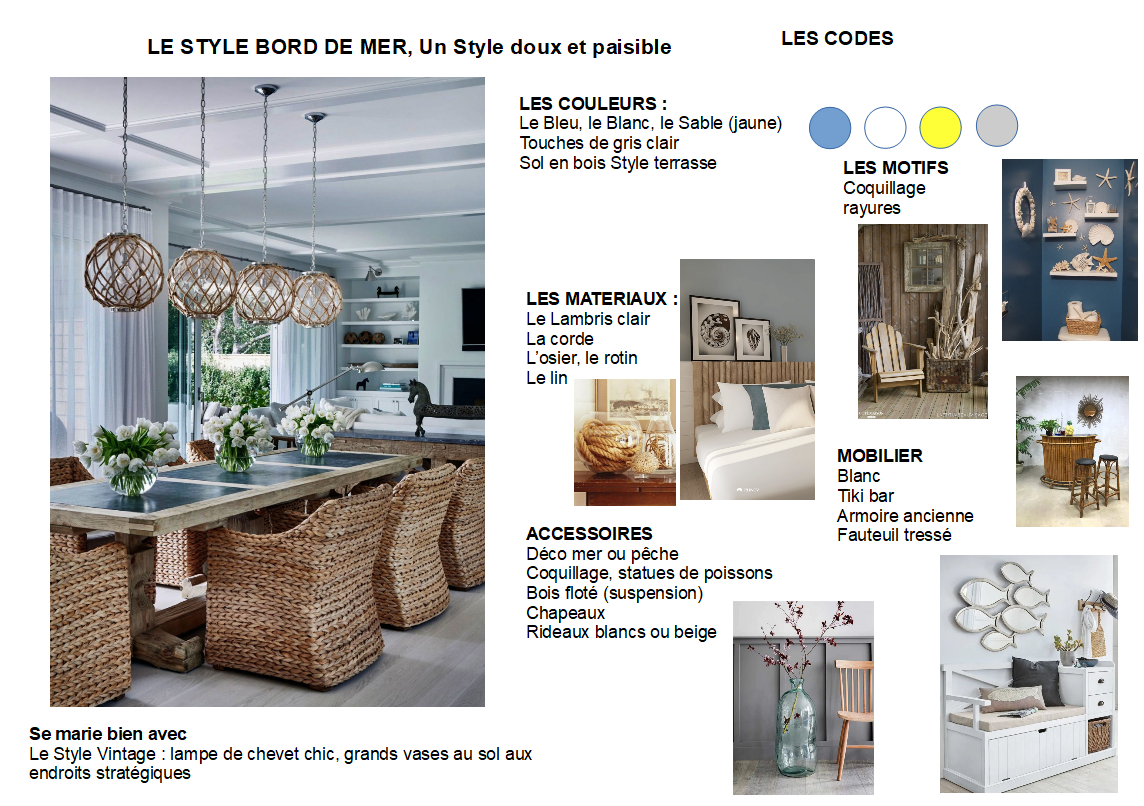 LE STYLE BORD DE MER, Un Style doux et paisible
LES CODES
LES COULEURS :
Le Bleu, le Blanc, le Sable (jaune)
Touches de gris clair
Sol en bois Style terrasse
LES MOTIFS
Coquillage
rayures
LES MATERIAUX :
Le Lambris clair
La corde
L'osier, le rotin
Le lin
MOBILIER
Blanc
Tiki bar
Armoire ancienne
Fauteuil tressé
ACCESSOIRES
Déco mer ou pêche
Coquillage, statues de poissons
Bois floté (suspension)
Chapeaux
Rideaux blancs ou beige
Se marie bien avec
Le Style Vintage : lampe de chevet chic, grands vases au sol aux
endroits stratégiques